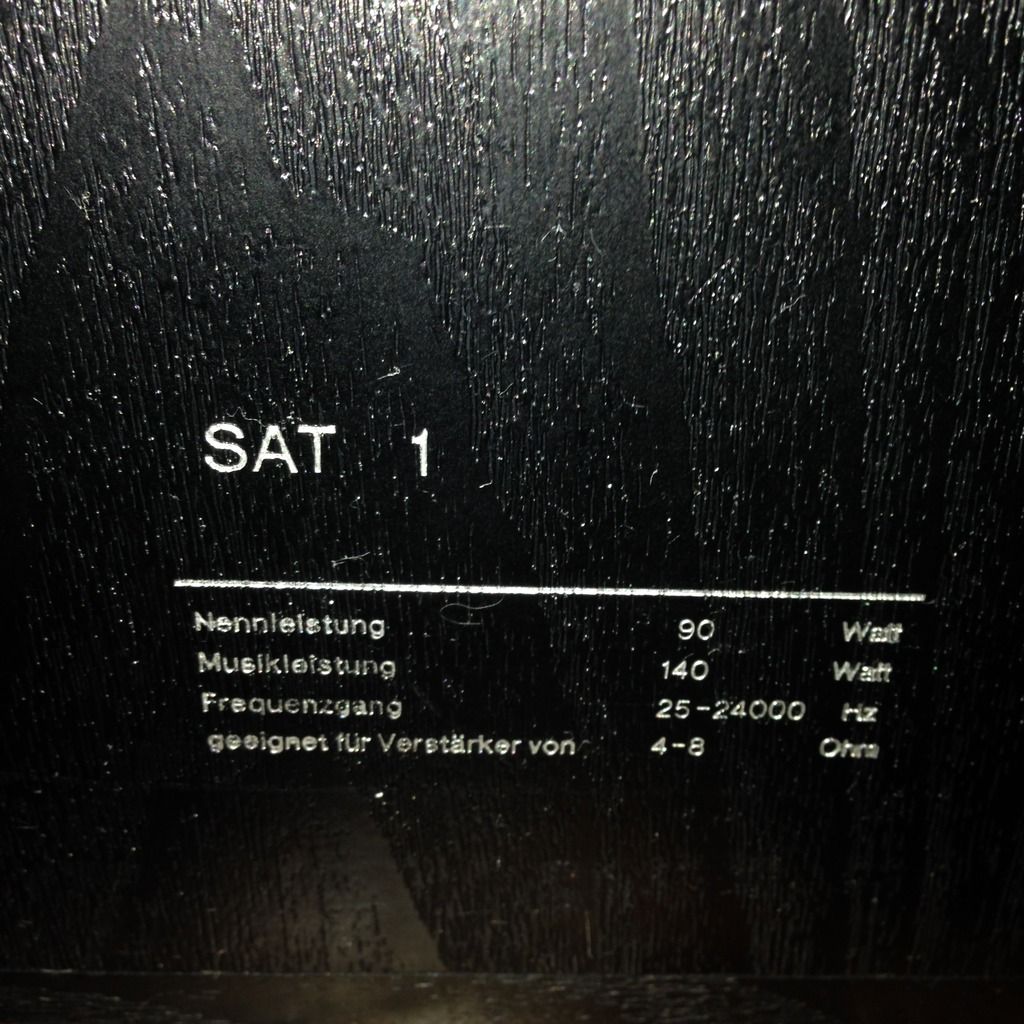 SAT 1
Nennleistung 90 Watt
Musikleistung 140 Watt
Frequenzgang 25-24000 Hz
geeignet für Verstärker von 4-8 Ohm